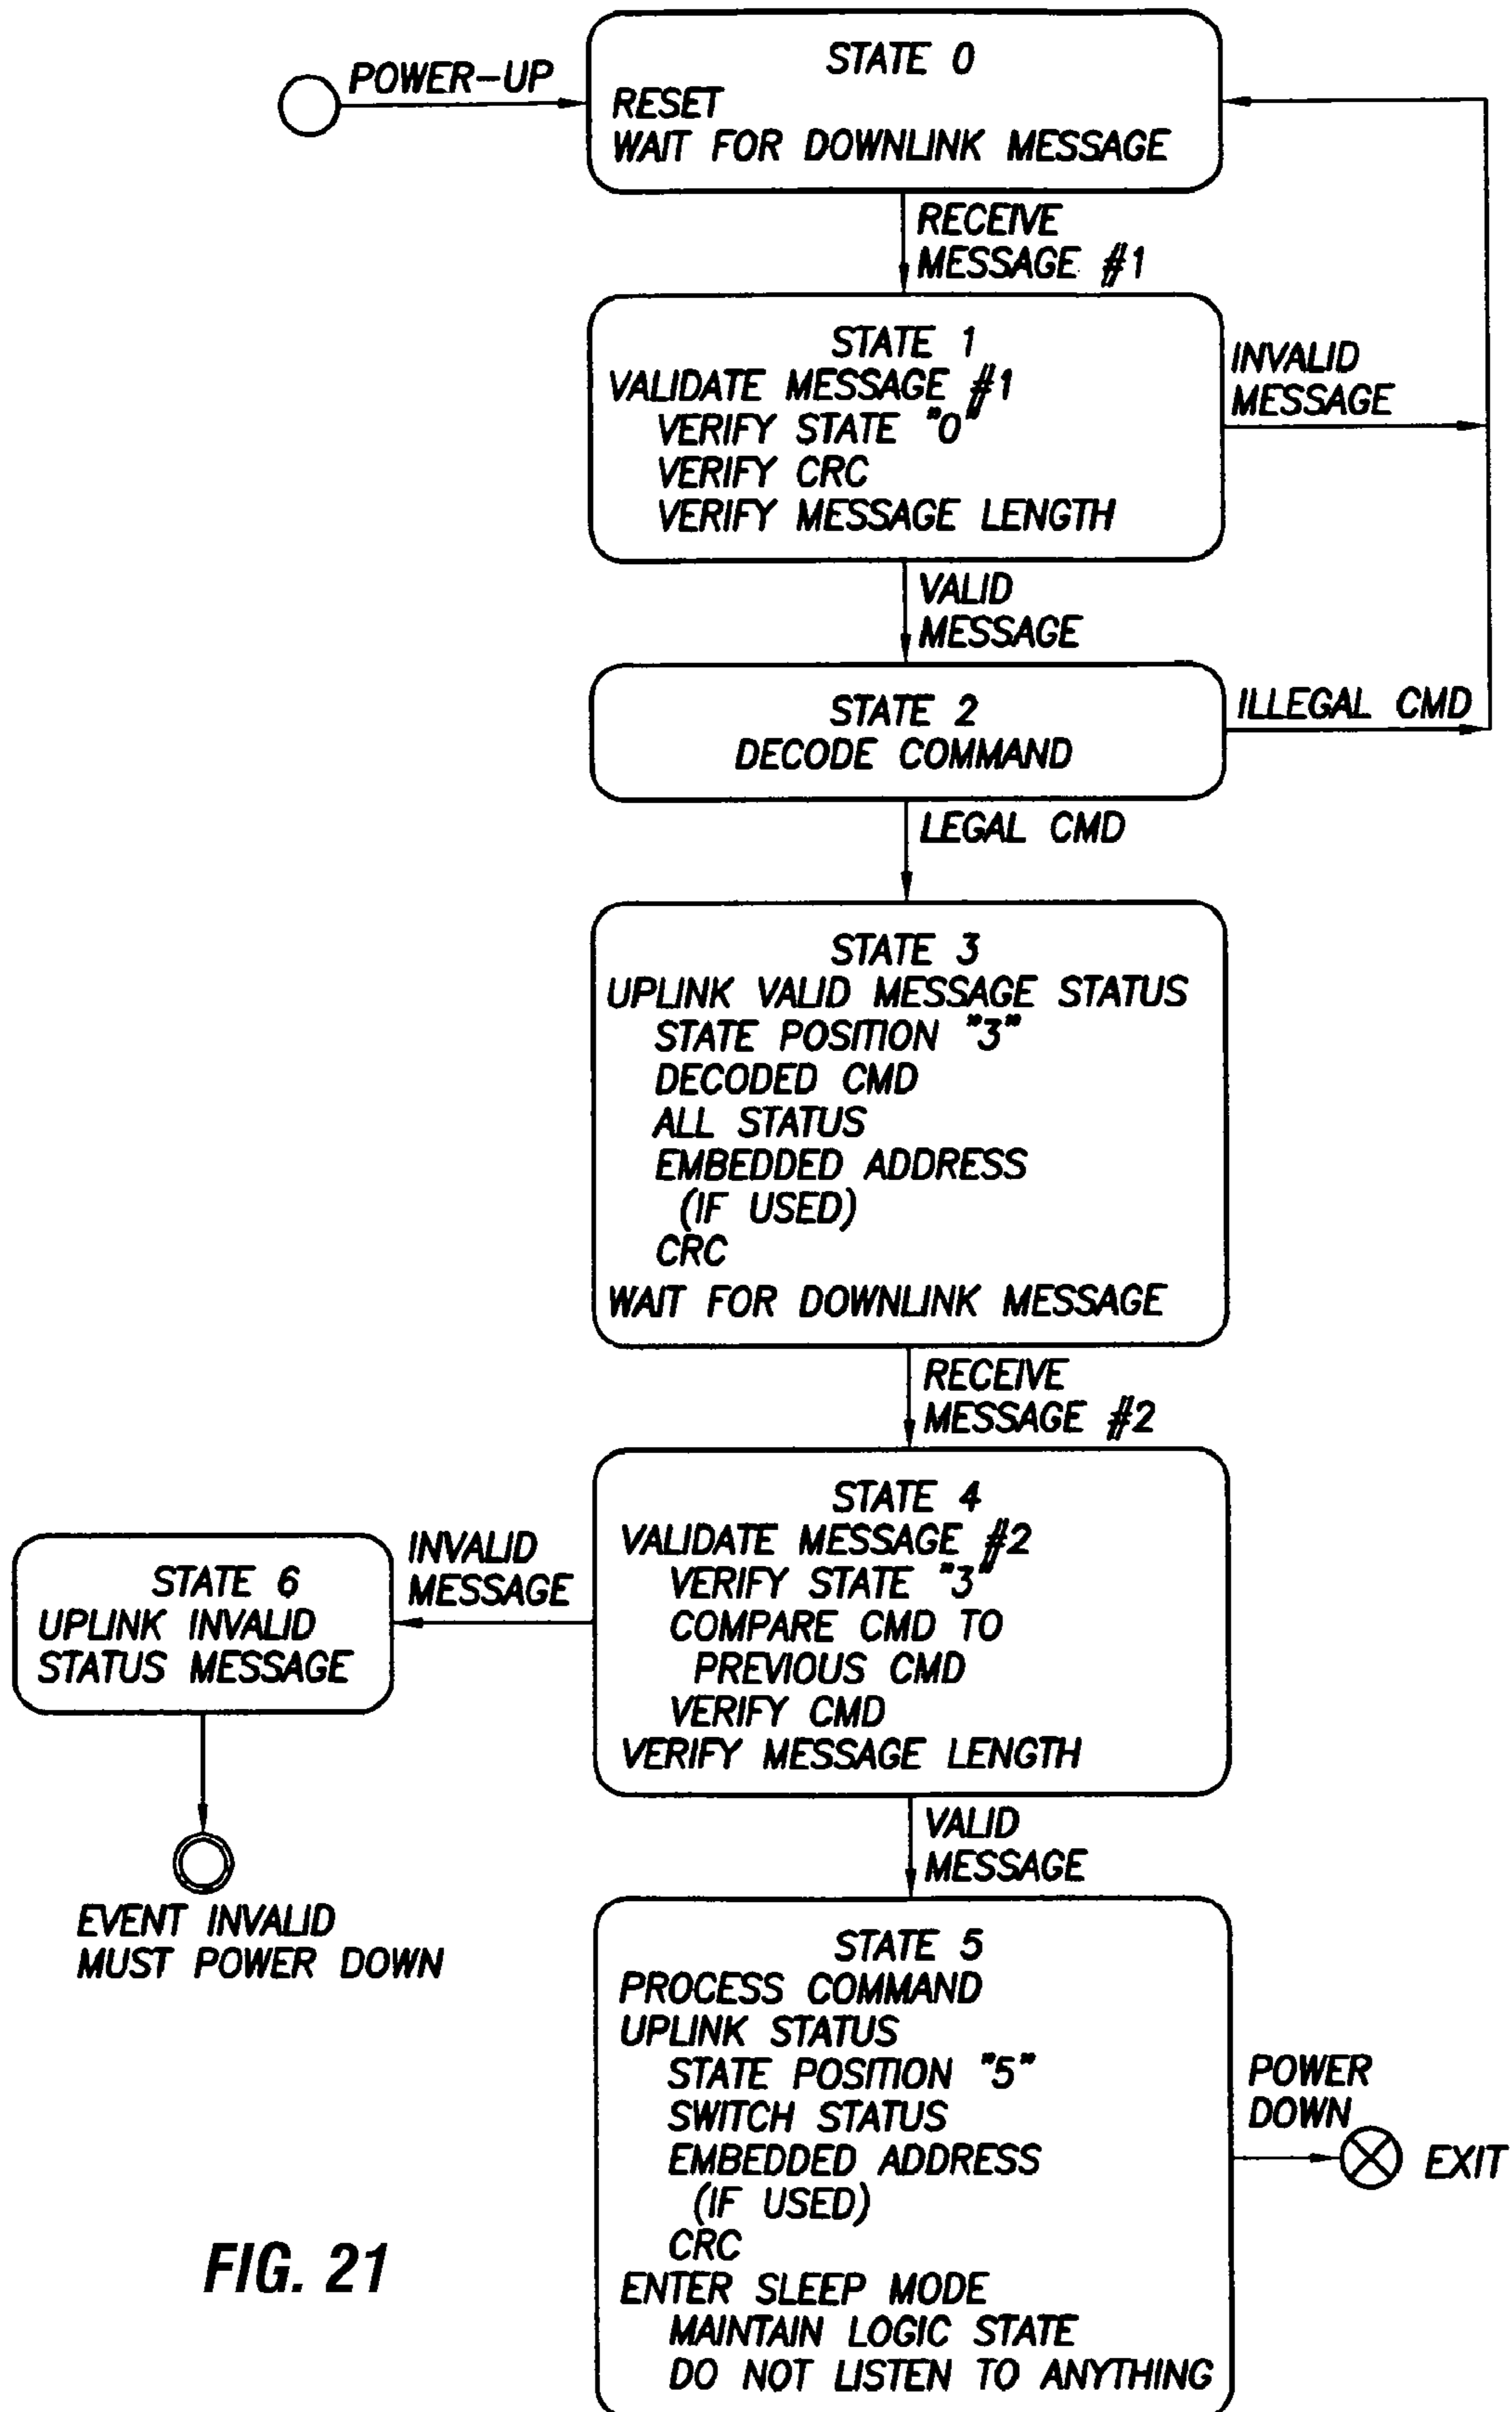 STATE 0
POWER-UP
RESET
WAIT FOR DOWNLINK MESSAGE
RECEIVE
MESSAGE #1
STATE 1
VALIDATE MESSAGE #1
VERIFY STATE "0"
VERIFY CRC
VERIFY MESSAGE LENGTH
INVALID
MESSAGE
VALID
MESSAGE
STATE 2
DECODE COMMAND
ILLEGAL CMD
LEGAL CMD
STATE 3
UPLINK VALID MESSAGE STATUS
STATE POSITION "3"
DECODED CMD
ALL STATUS
EMBEDDED ADDRESS
(IF USED)
CRC
WAIT FOR DOWNLINK MESSAGE
RECEIVE
MESSAGE #2
STATE 4
VALIDATE MESSAGE #2
VERIFY STATE "3"
COMPARE CMD TO
PREVIOUS CMD
VERIFY CMD
VERIFY MESSAGE LENGTH
INVALID
MESSAGE
STATE 6
UPLINK INVALID
STATUS MESSAGE
EVENT INVALID
MUST POWER DOWN
VALID
MESSAGE
STATE 5
PROCESS COMMAND
UPLINK STATUS
STATE POSITION "5"
SWITCH STATUS
EMBEDDED ADDRESS
(IF USED)
CRC
ENTER SLEEP MODE
MAINTAIN LOGIC STATE
DO NOT LISTEN TO ANYTHING
POWER
DOWN
EXIT
FIG. 21